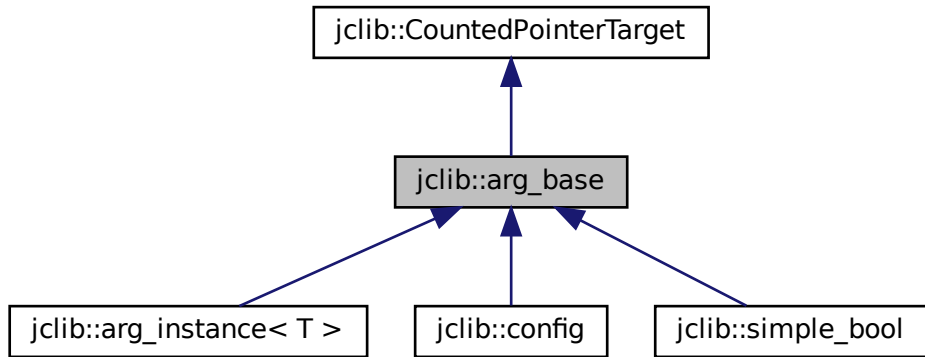 jclib::CountedPointerTarget
jclib::arg_base
jclib::arg_instance< T >
jclib::config
jclib::simple_bool